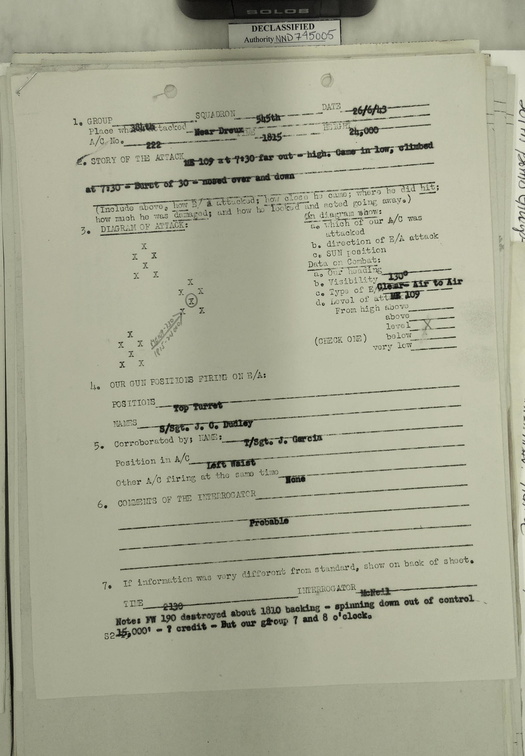 DECLASSIFIED
Authority NND745005
1. GROUP 384th SQUADRON 545th DATE 26/6/43
Place where attacked Near Dreux 1815 24,000
A/C No. 222
2. STORY OF THE ATTACK ME 109 at 7:30 far out - high. Came in low, climbed
at 7:30 - Burst of 30 - nosed over and down
(Include above, how E/A attacked; how close he came; where he did hit;
how much he was damaged; and how he looked and acted going away.)
3. DIAGRAM OF ATTACK:
On diagram show:
a. which of our A/C was
attacked
b. direction of E/A attack
c. SUN position
Data on Combat:
a. Our heading 130°
b. Visibility Clear - Air to Air
c. Type of E/A ME 109
d. Level of attack
From high above
above
level X
(CHECK ONE) below
very low
X
X X
X X
X X
X
X X
X
X X
X
X X
X X
4. OUR GUN POSITIONS FIRING ON E/A:
POSITIONS Top Turret
NAMES S/Sgt. J. C. Dudley
5. Corroborated by; NAME: T/Sgt. J. Garcia
Position in A/C Left Waist
Other A/C firing at the same time None
6. COMMENTS OF THE INTERROGATOR
Probable
7. If information was very different from standard, show on back of sheet.
TIME 2130 INTERROGATOR McNeil
Note: FW 190 destroyed about 1810 backing - spinning down out of control
S2 15,000' - ? credit - But our group 7 and 8 o'clock.